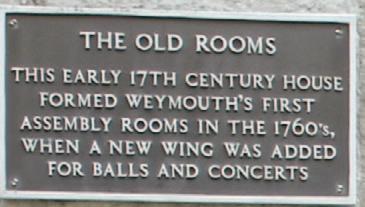 THE OLD ROOMS
THIS EARLY 17TH CENTURY HOUSE
FORMED WEYMOUTH'S FIRST
ASSEMBLY ROOMS IN THE 1760's,
WHEN A NEW WING WAS ADDED
FOR BALLS AND CONCERTS